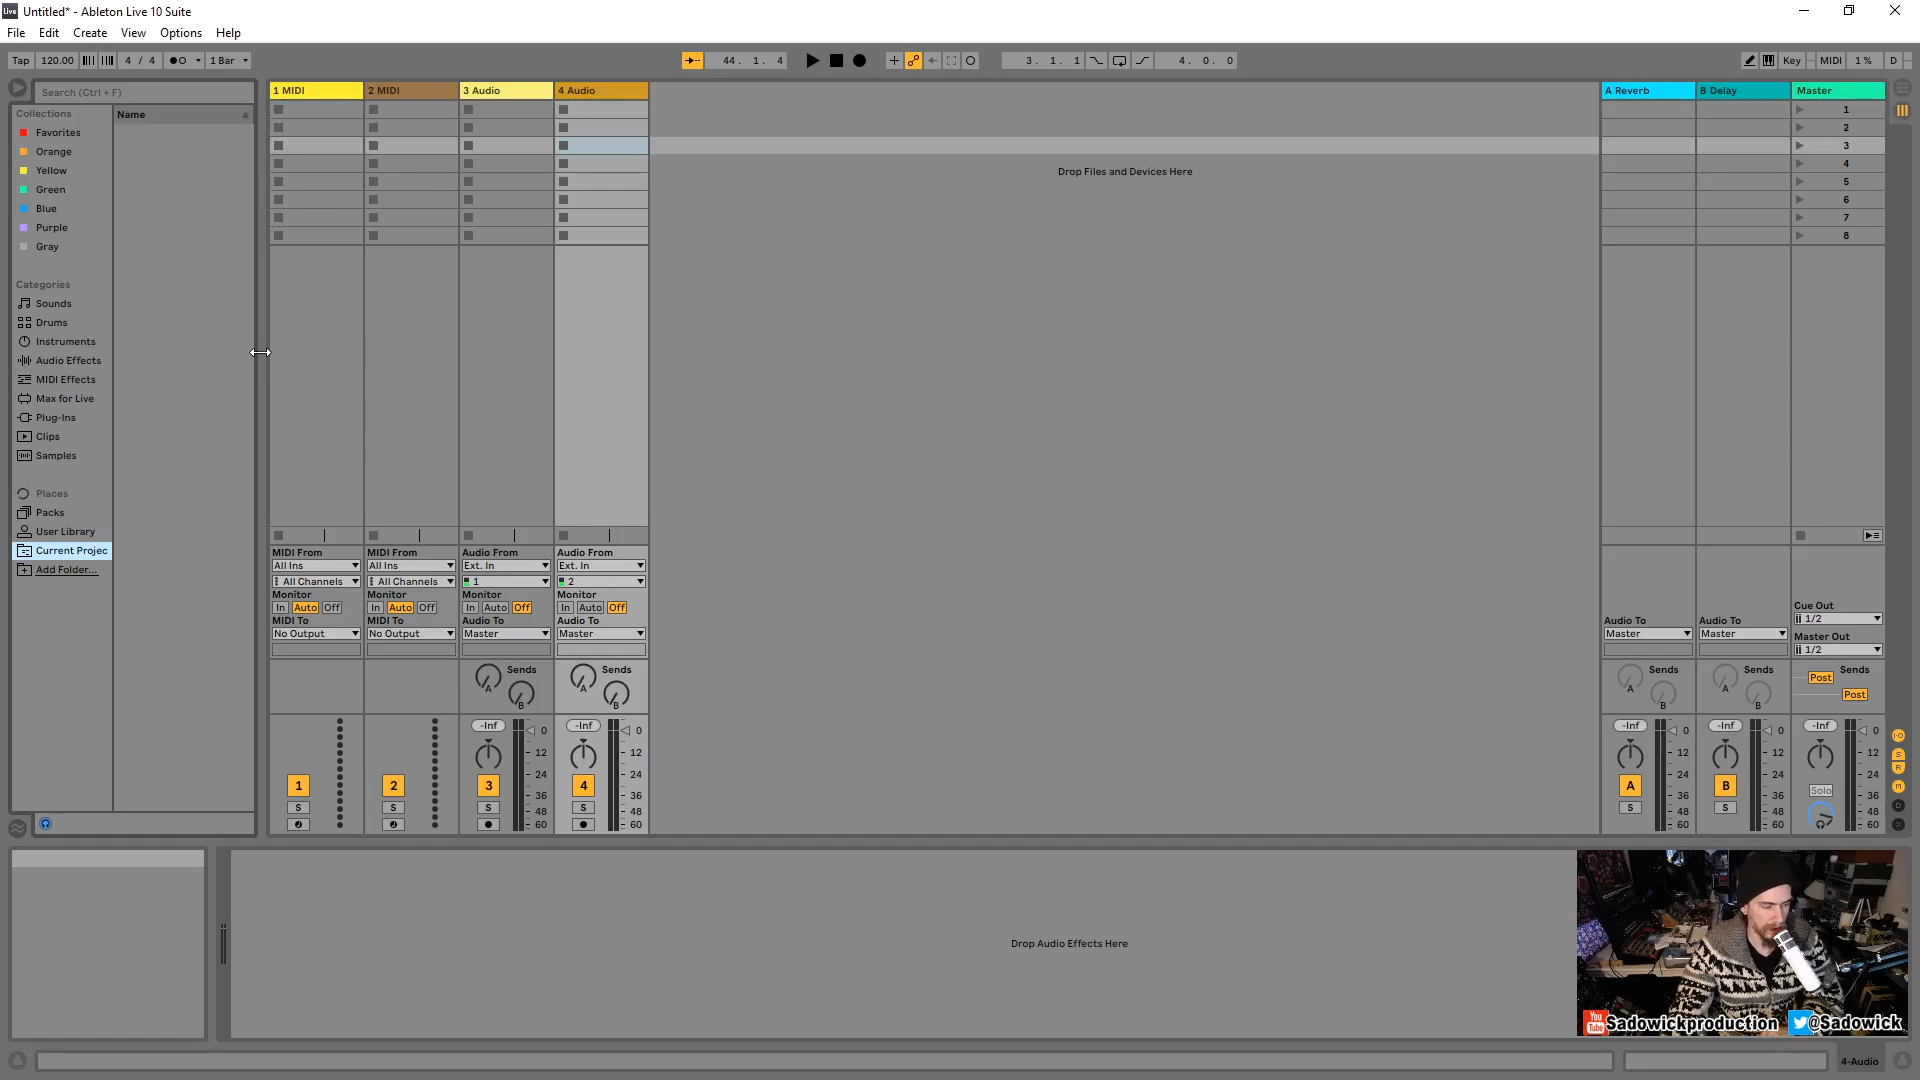 Live Untitled* - Ableton Live 10 Suite
File Edit Create View Options Help
Tap 120.00 4 / 4 1 Bar 44. 1. 4 3. 1. 1 4. 0. 0 Key MIDI 1 % D
Search (Ctrl + F)
Collections
Favorites
Orange
Yellow
Green
Blue
Purple
Gray
Categories
Sounds
Drums
Instruments
Audio Effects
MIDI Effects
Max for Live
Plug-Ins
Clips
Samples
Places
Packs
User Library
Current Projec
Add Folder...
Name
1 MIDI 2 MIDI 3 Audio 4 Audio
Drop Files and Devices Here
A Reverb B Delay Master
1
2
3
4
5
6
7
8
MIDI From MIDI From Audio From Audio From
All Ins All Ins Ext. In Ext. In
All Channels All Channels 1 2
Monitor Monitor Monitor Monitor
In Auto Off In Auto Off In Auto Off In Auto Off
MIDI To MIDI To Audio To Audio To
No Output No Output Master Master
Cue Out
1/2
Audio To Audio To Master Out
Master Master 1/2
Sends Sends Sends Sends Sends
A A A A Post
B B B B Post
-Inf 0 -Inf 0 -Inf 0 -Inf 0 -Inf 0
12 12 12 12 12
24 24 24 24 24
1 2 3 4 A B Solo
36 36 36 36 36
S S S S S S
48 48 48 48 48
60 60 60 60 60
I·O
S
R
M
D
X
Drop Audio Effects Here
You Tube Sadowickproduction @Sadowick
4-Audio